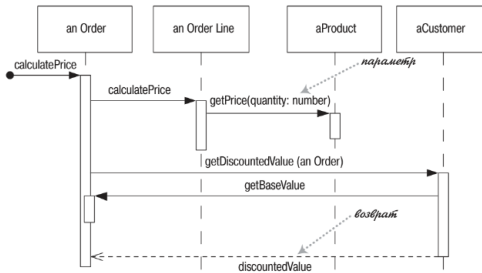 an Order
an Order Line
aProduct
aCustomer
calculatePrice
параметр
calculatePrice
getPrice(quantity: number)
getDiscountedValue (an Order)
getBaseValue
возврат
discountedValue